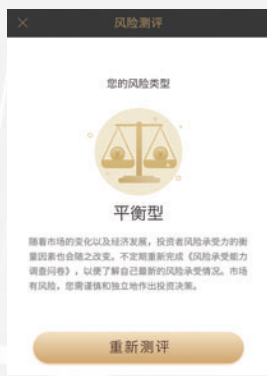 风险测评
您的风险类型
平衡型
随着市场的变化以及经济发展，投资者风险承受力的衡
量因素也会随之改变。不定期重新完成《风险承受能力
调查问卷》，以便了解自己最新的风险承受情况。市场
有风险，您需谨慎和独立地作出投资决策。
重新测评